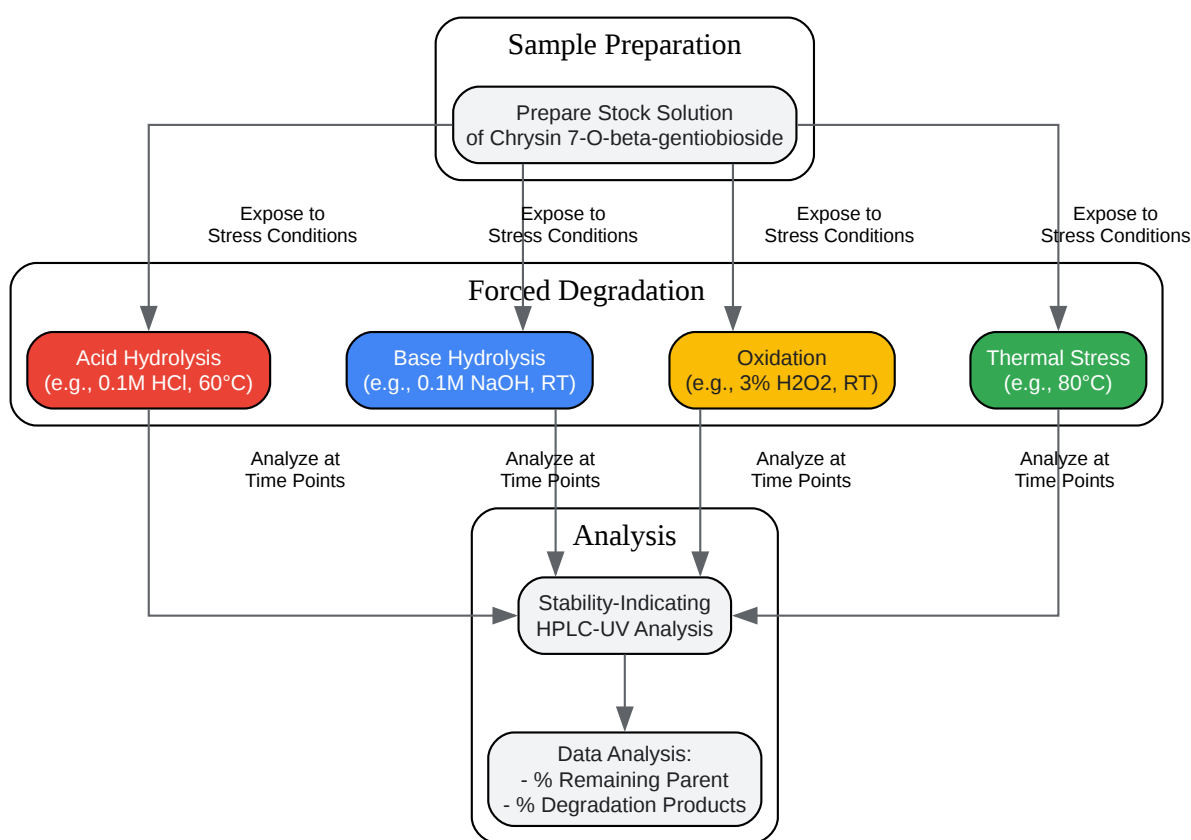 Sample Preparation
Prepare Stock Solution
of Chrysin 7-O-beta-gentiobioside
Expose to
Stress Conditions
Expose to
Stress Conditions
Expose to
Stress Conditions
Expose to
Stress Conditions
Forced Degradation
Acid Hydrolysis
(e.g., 0.1M HCl, 60°C)
Base Hydrolysis
(e.g., 0.1M NaOH, RT)
Oxidation
(e.g., 3% H2O2, RT)
Thermal Stress
(e.g., 80°C)
Analyze at
Time Points
Analyze at
Time Points
Analyze at
Time Points
Analyze at
Time Points
Analysis
Stability-Indicating
HPLC-UV Analysis
Data Analysis:
- % Remaining Parent
- % Degradation Products